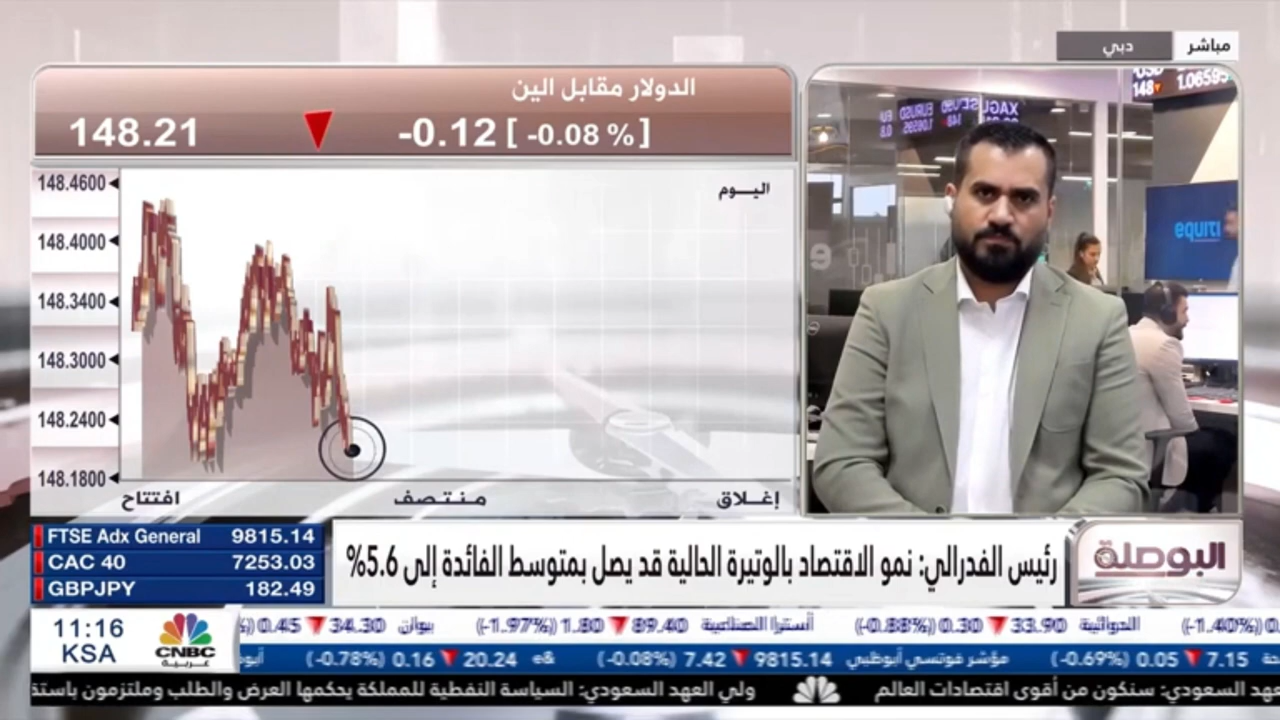 مباشر
دبي
الدولار مقابل الين
148.21 -0.12 [ -0.08 % ]
اليوم
148.4600
148.4000
148.3400
148.3000
148.2400
148.1800
افتتاح
منتصف
إغلاق
1.06595
148
XAGUSD EURUSD
equiti
FTSE Adx General 9815.14
CAC 40 7253.03
GBPJPY 182.49
رئيس الفدرالي: نمو الاقتصاد بالوتيرة الحالية قد يصل بمتوسط الفائدة إلى 5.6%
البوصلة
11:16
KSA
CNBC
عربية
(-1.40%) الدوائية 33.90 0.30 (-0.88%) أسترا الصناعية 89.40 1.80 (-1.97%) بوان 34.30 0.45
7.15 0.05 (-0.69%) مؤشر فوتسي أبوظبي 9815.14 7.42 (-0.08%) e& 20.24 0.16 (-0.78%)
العهد السعودي: سنكون من أقوى اقتصادات العالم ولي العهد السعودي: السياسة النفطية للمملكة يحكمها العرض والطلب وملتزمون